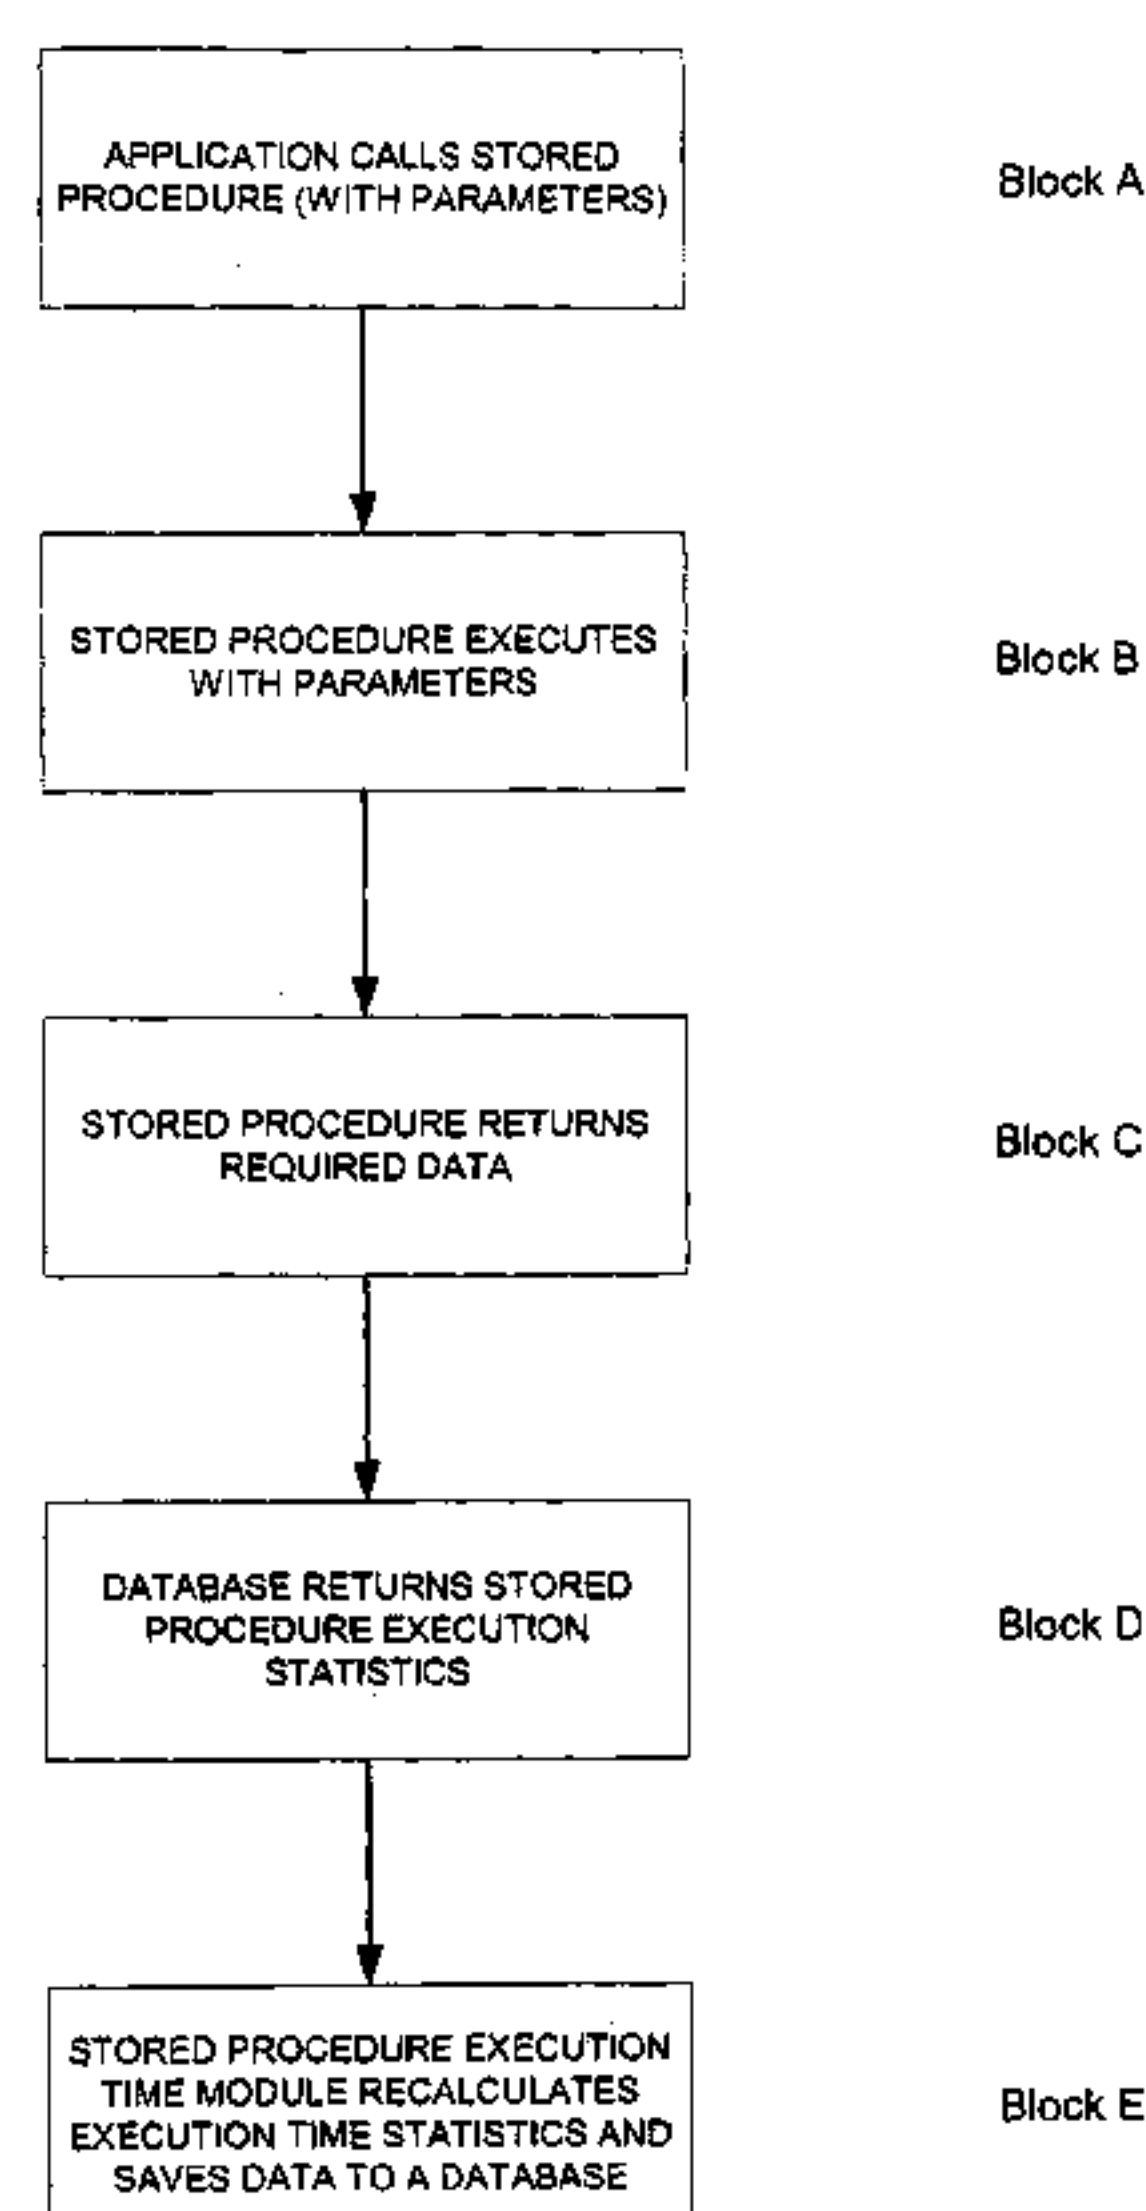 APPLICATION CALLS STORED
PROCEDURE (WITH PARAMETERS)
Block A
STORED PROCEDURE EXECUTES
WITH PARAMETERS
Block B
STORED PROCEDURE RETURNS
REQUIRED DATA
Block C
DATABASE RETURNS STORED
PROCEDURE EXECUTION
STATISTICS
Block D
STORED PROCEDURE EXECUTION
TIME MODULE RECALCULATES
EXECUTION TIME STATISTICS AND
SAVES DATA TO A DATABASE
Block E